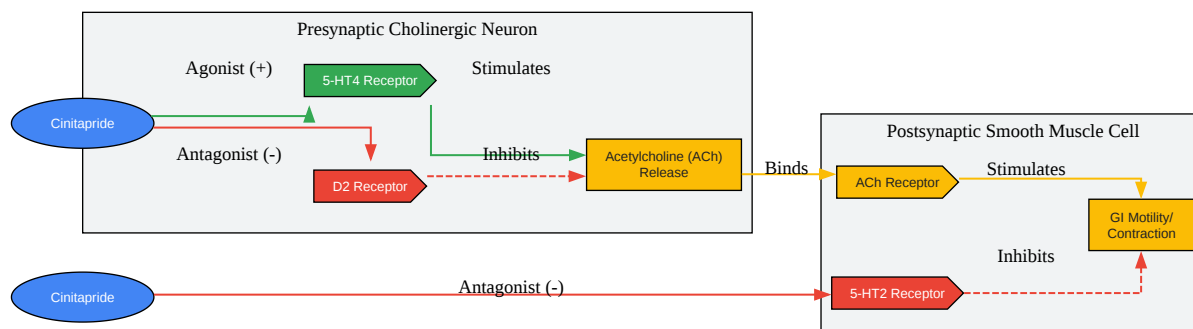 Presynaptic Cholinergic Neuron
Agonist (+)
Stimulates
5-HT4 Receptor
Cinitapride
Antagonist (-)
Inhibits
D2 Receptor
Acetylcholine (ACh)
Release
Binds
Postsynaptic Smooth Muscle Cell
ACh Receptor
Stimulates
GI Motility/
Contraction
Inhibits
5-HT2 Receptor
Cinitapride
Antagonist (-)